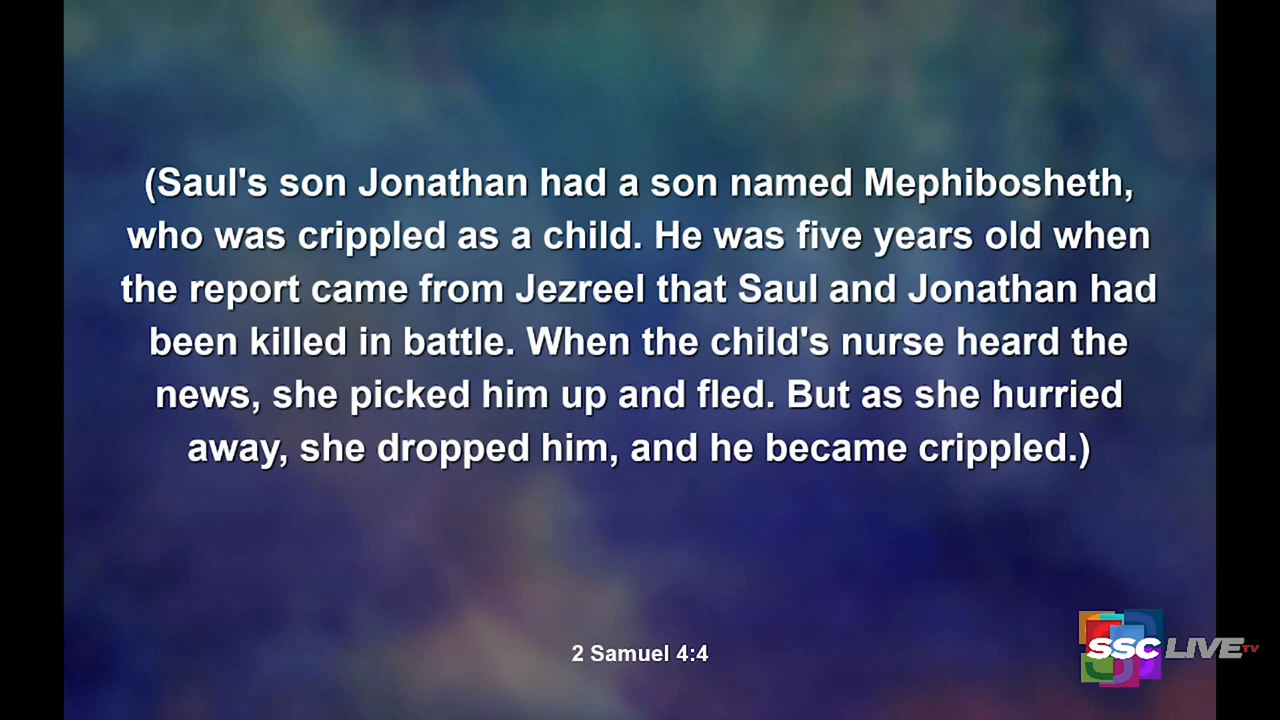 (Saul's son Jonathan had a son named Mephibosheth,
who was crippled as a child. He was five years old when
the report came from Jezreel that Saul and Jonathan had
been killed in battle. When the child's nurse heard the
news, she picked him up and fled. But as she hurried
away, she dropped him, and he became crippled.)
2 Samuel 4:4
SSC LIVE TV